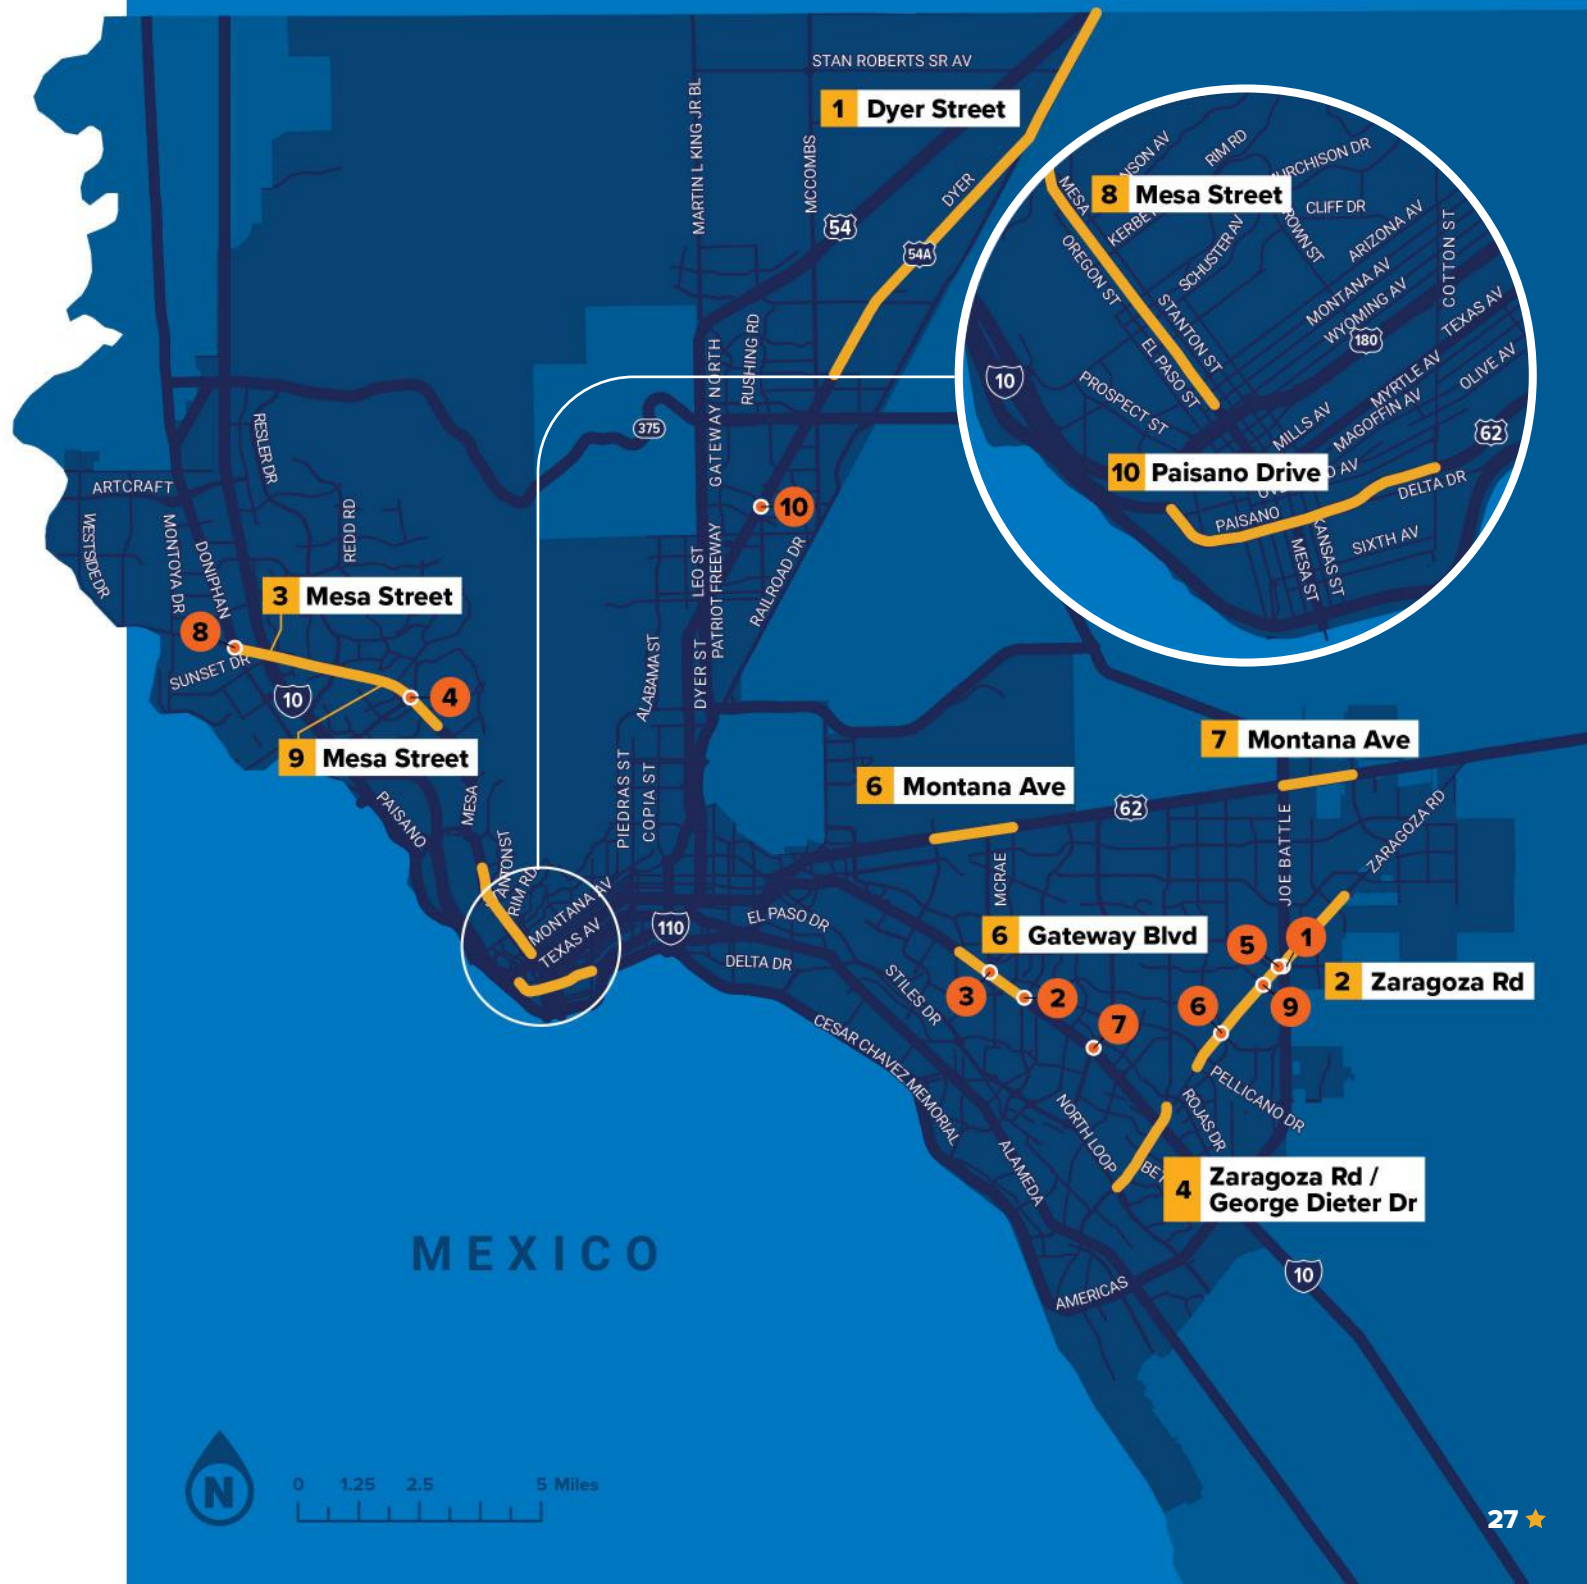 STAN ROBERTS SR AV
1 Dyer Street
MARTIN L KING JR BL
MCCOMBS
DYER
54
54A
RUSHING RD
GATEWAY NORTH
375
RIM RD
MESA
8 Mesa Street
CLIFF DR
ARIZONA AV
COTTON ST
OREGON ST
SCHUSTER AV
MONTANA AV
WYOMING AV
STANTON ST
TEXAS AV
180
EL PASO ST
10
MYRTLE AV
OLIVE AV
PROSPECT ST
MILLS AV
MAGOFFIN AV
62
10 Paisano Drive
DELTA DR
PAISANO
KANSAS ST
SIXTH AV
MESA ST
RESLER DR
ARTCRAFT
REDD RD
WESTSIDE DR
MONTOYA DR
DONIPHAN
10
LEO ST
PATRIOT FREEWAY
RAILROAD DR
3 Mesa Street
8
SUNSET DR
10
4
9 Mesa Street
ALABAMA ST
DYER ST
PIEDRAS ST
COPIA ST
PAISANO
MESA
RIM RD
MONTANA AV
TEXAS AV
110
EL PASO DR
DELTA DR
7 Montana Ave
6 Montana Ave
62
MCRAE
JOE BATTLE
ZARAGOZA RD
6 Gateway Blvd
5
1
3
2
2 Zaragoza Rd
6
9
7
STILES DR
CESAR CHAVEZ MEMORIAL
PELLICANO DR
ROJAS DR
NORTH LOOP
ALAMEDA
4 Zaragoza Rd /
George Dieter Dr
MEXICO
AMERICAS
10
N
0 1.25 2.5 5 Miles
27